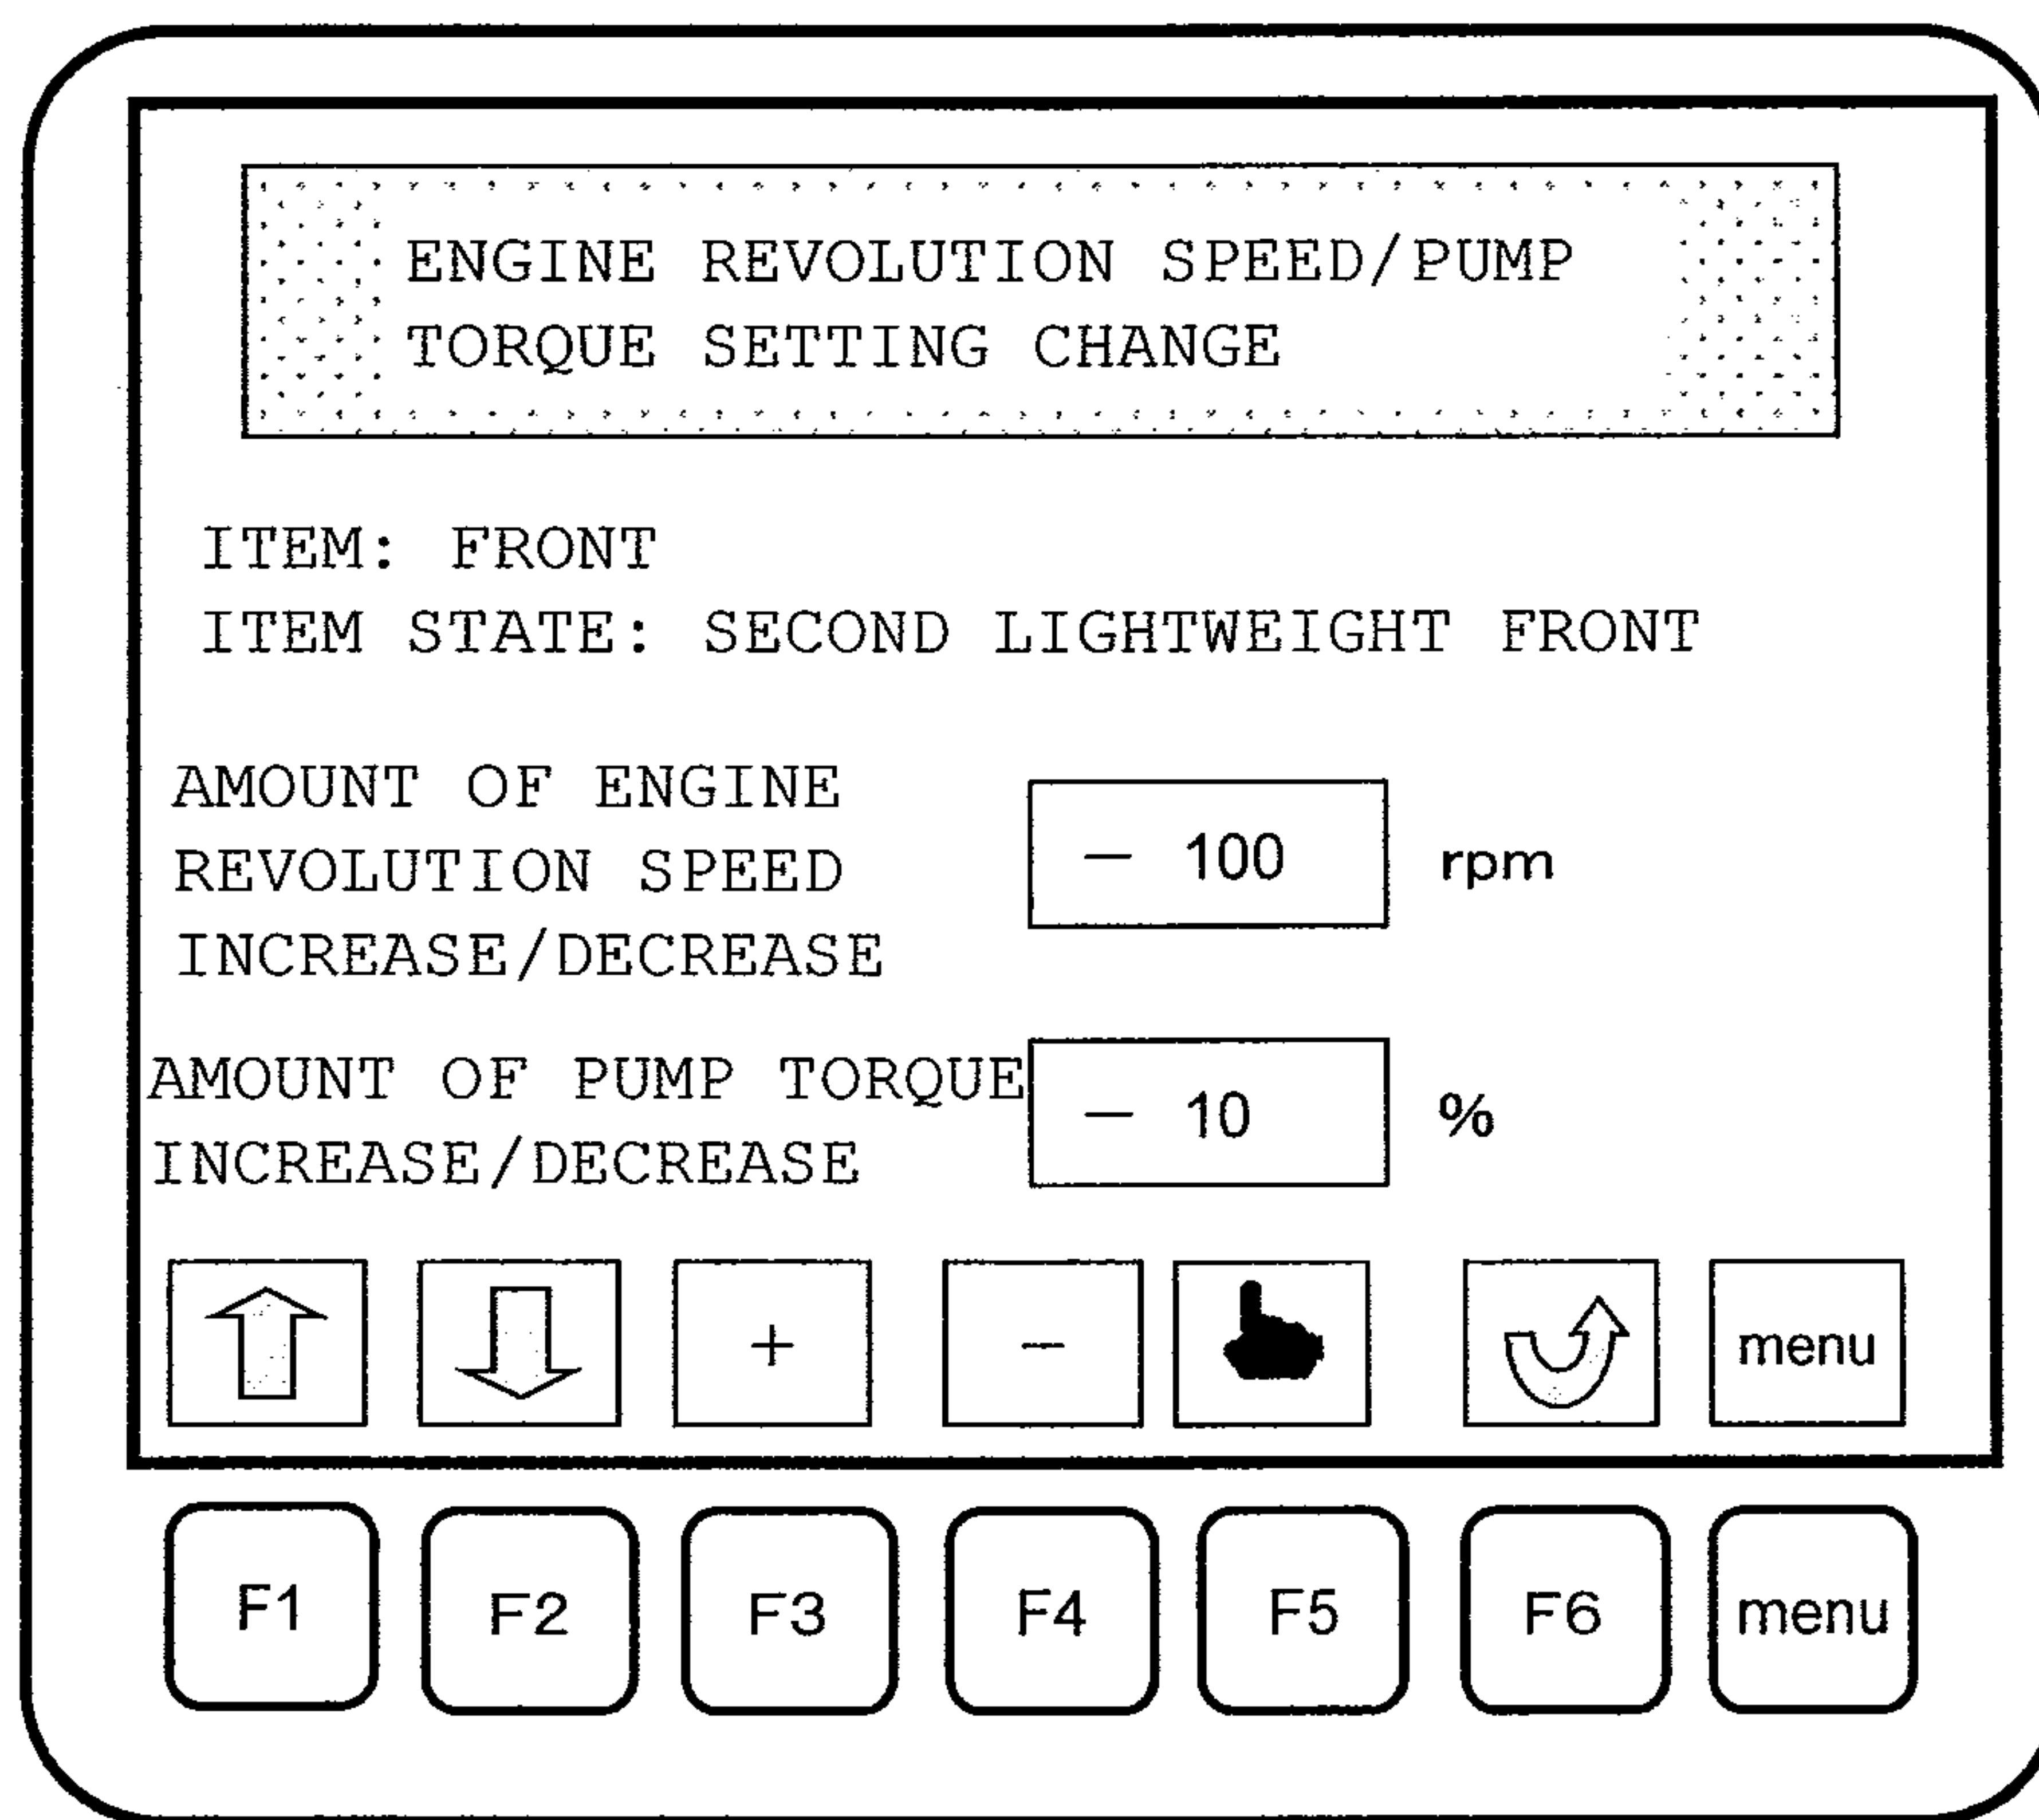 ENGINE REVOLUTION SPEED/PUMP
TORQUE SETTING CHANGE
ITEM: FRONT
ITEM STATE: SECOND LIGHTWEIGHT FRONT
AMOUNT OF ENGINE
REVOLUTION SPEED
INCREASE/DECREASE
— 100 rpm
AMOUNT OF PUMP TORQUE
INCREASE/DECREASE
— 10 %
+ − menu
F1 F2 F3 F4 F5 F6 menu